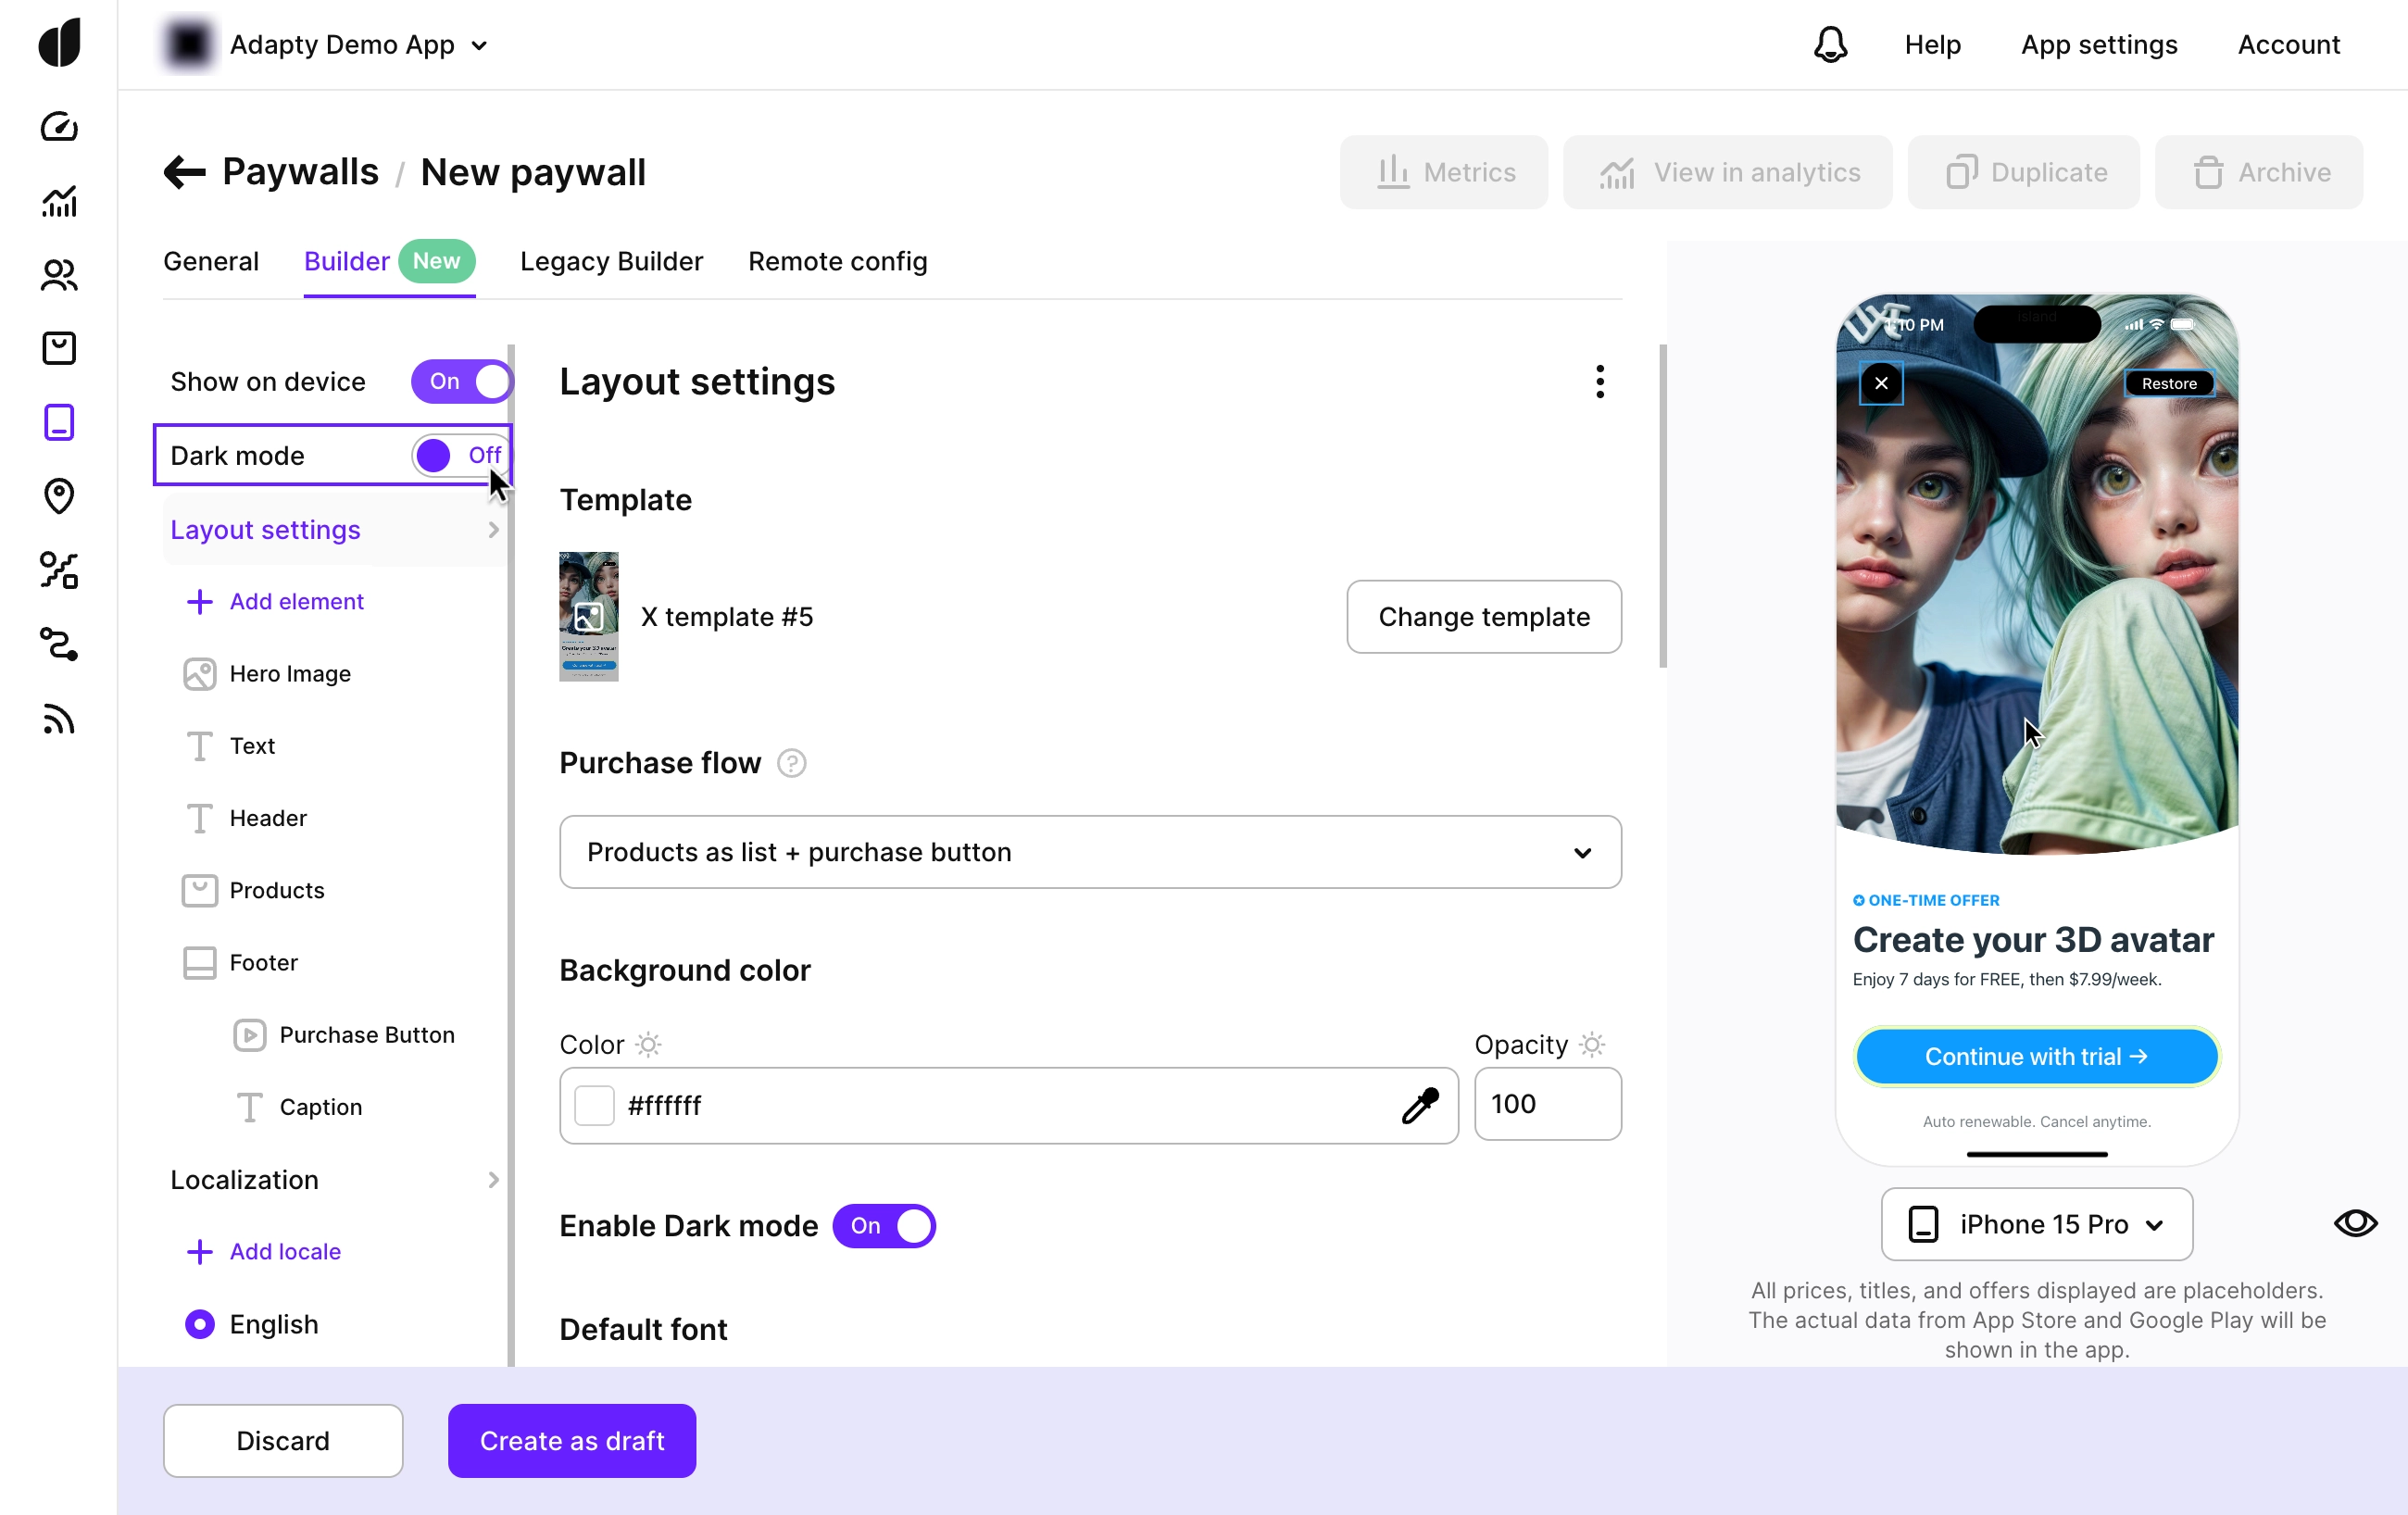 Adapty Demo App
Help
App settings
Account
Paywalls / New paywall
Metrics
View in analytics
Duplicate
Archive
General
Builder
New
Legacy Builder
Remote config
Show on device
On
Dark mode
Off
Layout settings
Add element
Hero Image
Text
Header
Products
Footer
Purchase Button
Caption
Localization
Add locale
English
Layout settings
Template
X template #5
Change template
Purchase flow
?
Products as list + purchase button
Background color
Color
Opacity
#ffffff
100
Enable Dark mode
On
Default font
10 PM
island
Restore
ONE-TIME OFFER
Create your 3D avatar
Enjoy 7 days for FREE, then $7.99/week.
Continue with trial →
Auto renewable. Cancel anytime.
iPhone 15 Pro
All prices, titles, and offers displayed are placeholders.
The actual data from App Store and Google Play will be
shown in the app.
Discard
Create as draft